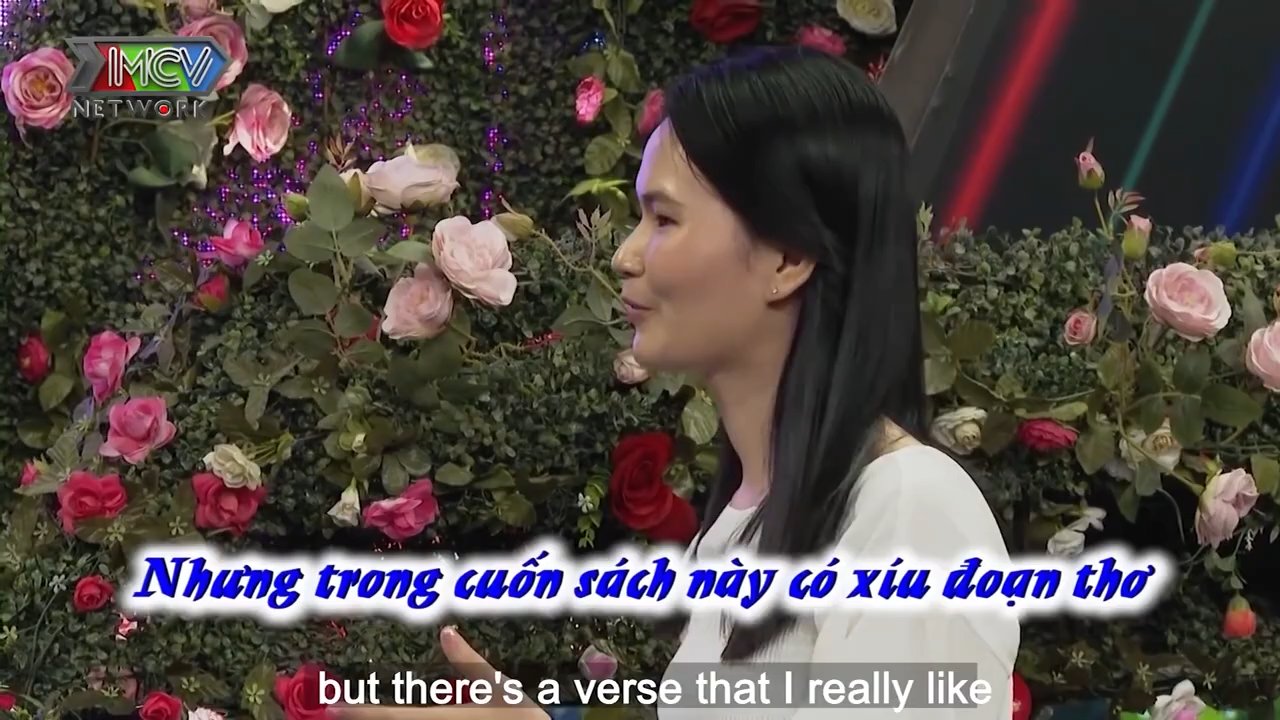 MCV
NETWORK
Nhưng trong cuốn sách này có xíu đoạn thơ
but there's a verse that I really like